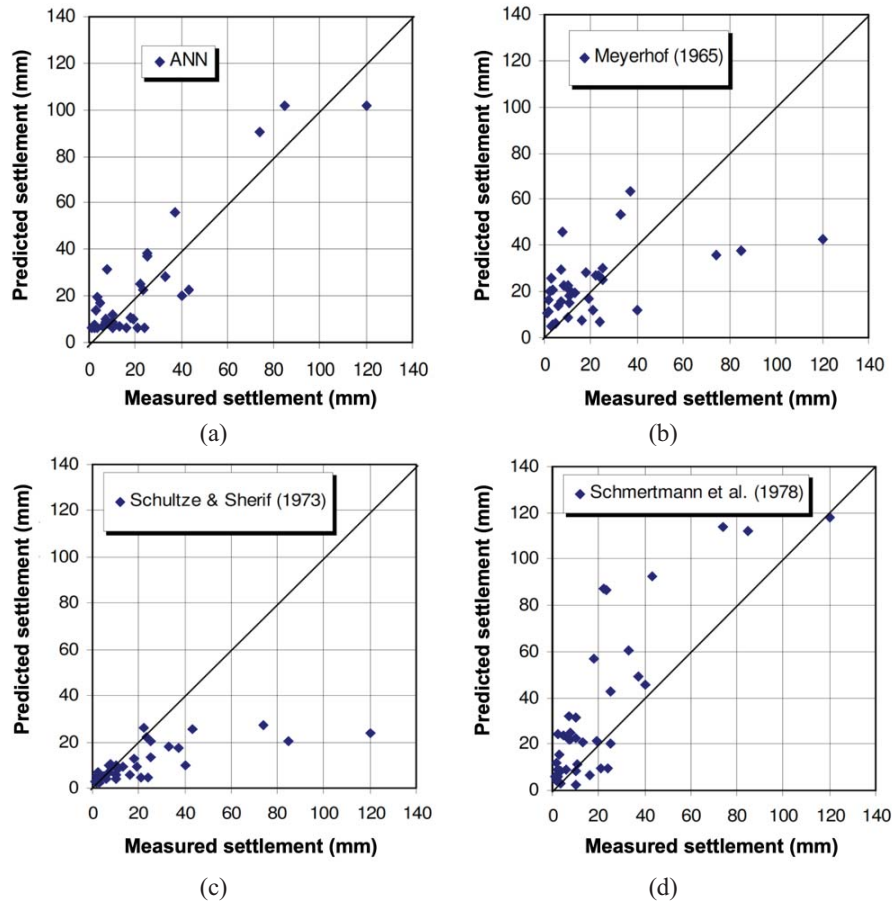 140
120
100
80
60
40
20
0
Predicted settlement (mm)
ANN
0 20 40 60 80 100 120 140
Measured settlement (mm)
(a)
140
120
100
80
60
40
20
0
Predicted settlement (mm)
Meyerhof (1965)
0 20 40 60 80 100 120 140
Measured settlement (mm)
(b)
140
120
100
80
60
40
20
0
Predicted settlement (mm)
Schultze & Sherif (1973)
0 20 40 60 80 100 120 140
Measured settlement (mm)
(c)
140
120
100
80
60
40
20
0
Predicted settlement (mm)
Schmertmann et al. (1978)
0 20 40 60 80 100 120 140
Measured settlement (mm)
(d)